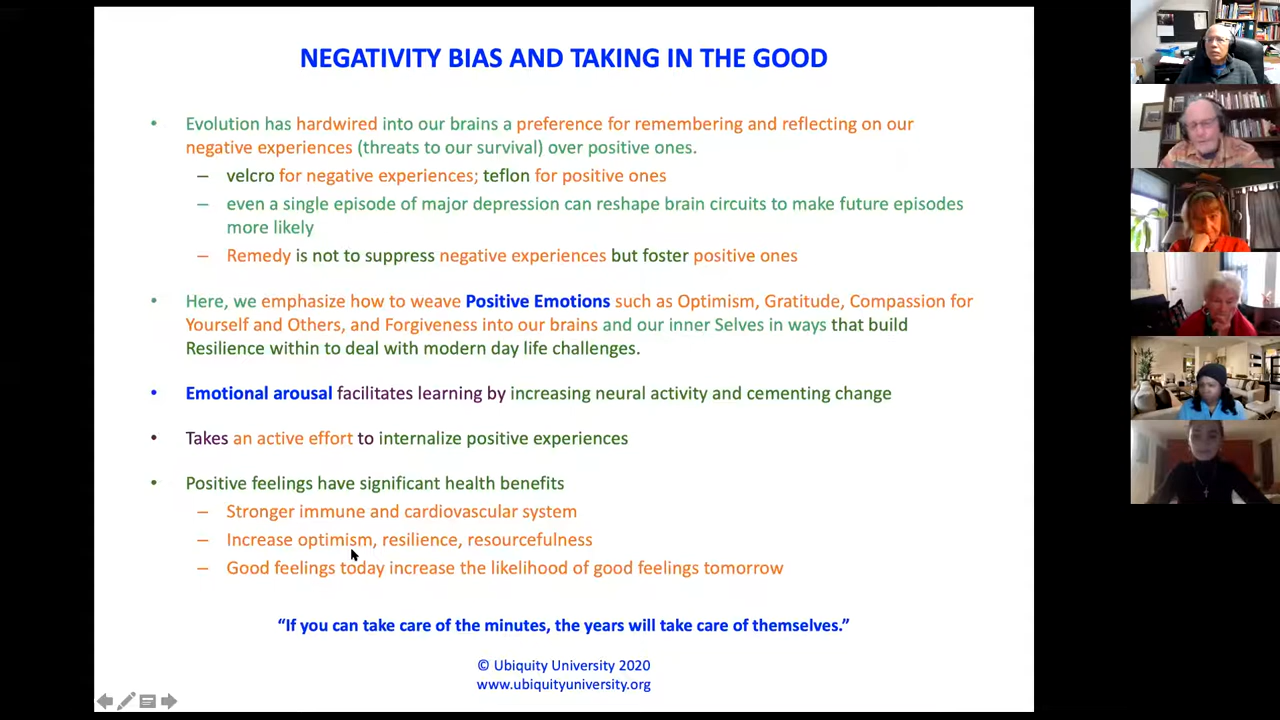 NEGATIVITY BIAS AND TAKING IN THE GOOD
• Evolution has hardwired into our brains a preference for remembering and reflecting on our
negative experiences (threats to our survival) over positive ones.
– velcro for negative experiences; teflon for positive ones
– even a single episode of major depression can reshape brain circuits to make future episodes
more likely
– Remedy is not to suppress negative experiences but foster positive ones
• Here, we emphasize how to weave Positive Emotions such as Optimism, Gratitude, Compassion for
Yourself and Others, and Forgiveness into our brains and our inner Selves in ways that build
Resilience within to deal with modern day life challenges.
• Emotional arousal facilitates learning by increasing neural activity and cementing change
• Takes an active effort to internalize positive experiences
• Positive feelings have significant health benefits
– Stronger immune and cardiovascular system
– Increase optimism, resilience, resourcefulness
– Good feelings today increase the likelihood of good feelings tomorrow
“If you can take care of the minutes, the years will take care of themselves.”
© Ubiquity University 2020
www.ubiquityuniversity.org